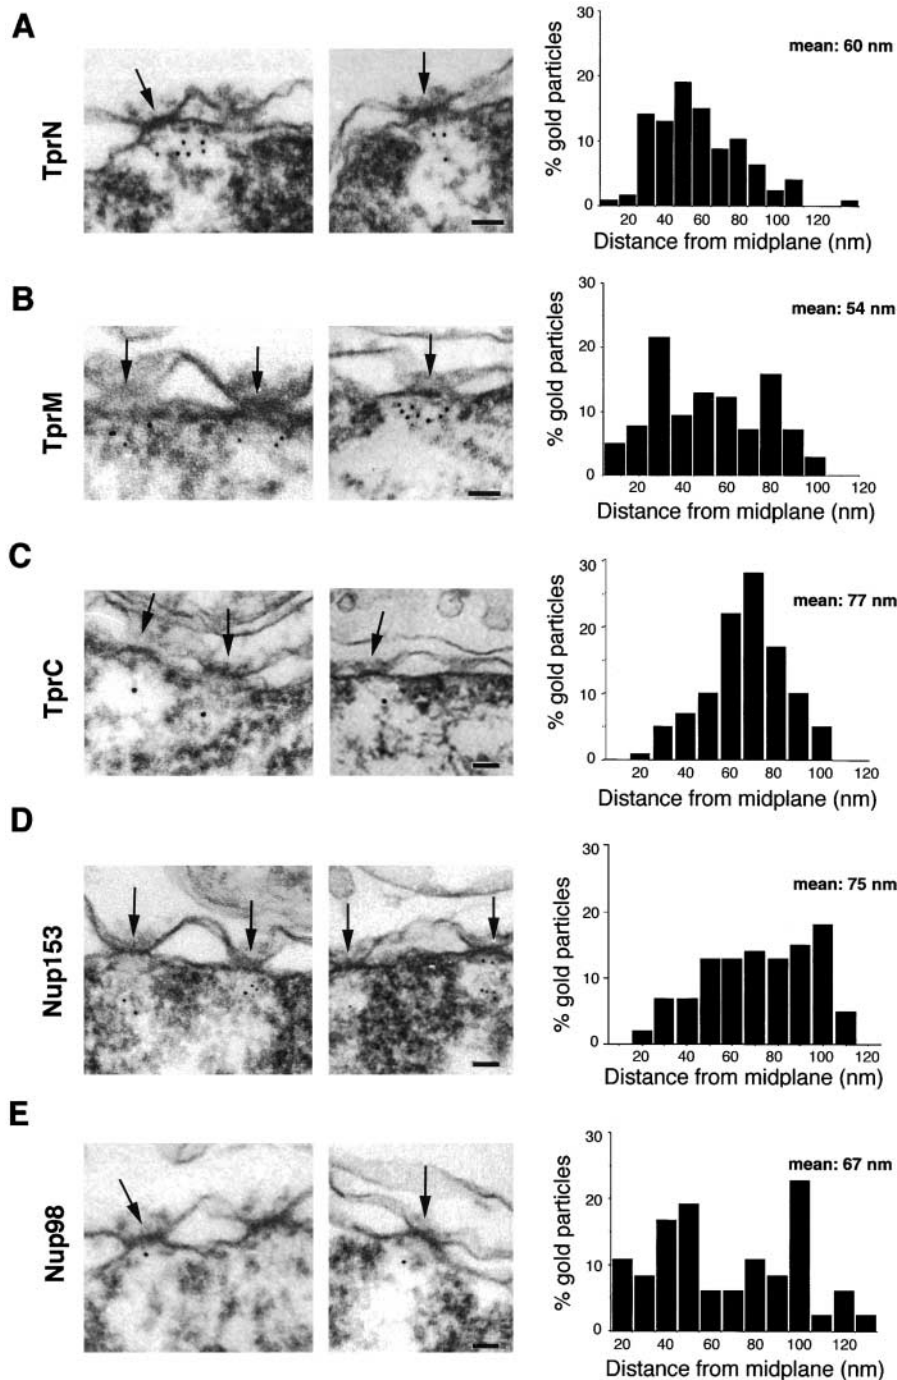 A
TprN
30
20
10
0
% gold particles
mean: 60 nm
20 40 60 80 100 120
Distance from midplane (nm)
B
TprM
30
20
10
0
% gold particles
mean: 54 nm
20 40 60 80 100 120
Distance from midplane (nm)
C
TprC
30
20
10
0
% gold particles
mean: 77 nm
20 40 60 80 100 120
Distance from midplane (nm)
D
Nup153
30
20
10
0
% gold particles
mean: 75 nm
20 40 60 80 100 120
Distance from midplane (nm)
E
Nup98
30
20
10
0
% gold particles
mean: 67 nm
20 40 60 80 100 120
Distance from midplane (nm)